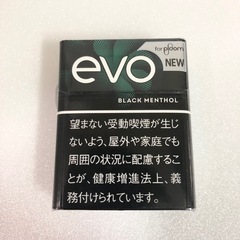 for Ploom
NEW
evo
BLACK MENTHOL
望まない受動喫煙が生じ
ないよう、屋外や家庭でも
周囲の状況に配慮するこ
とが、健康増進法上、義
務付けられています。